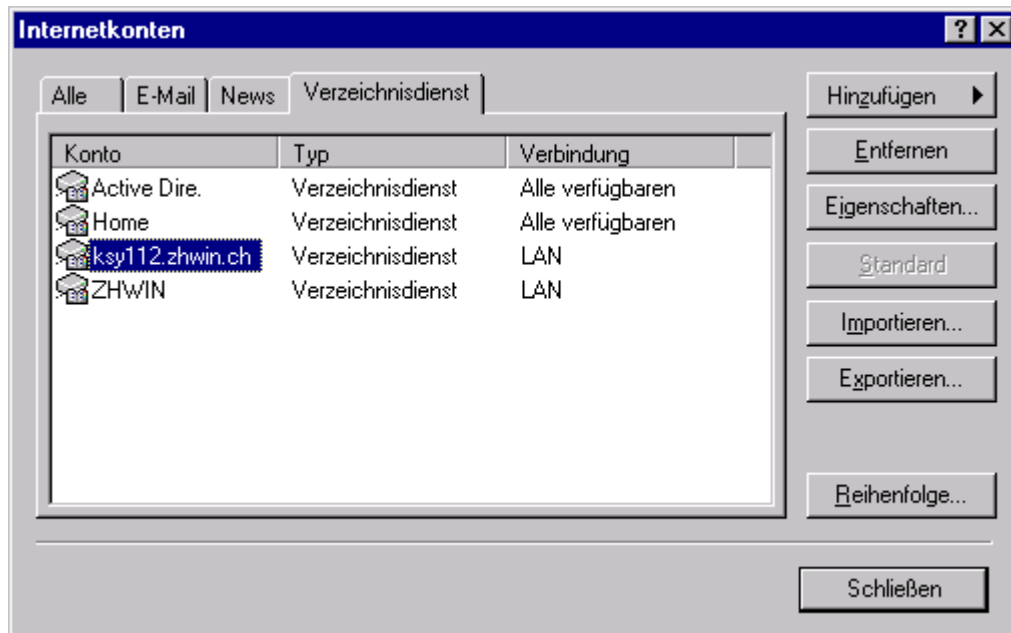 Internetkonten
Alle E-Mail News Verzeichnisdienst
Konto Typ Verbindung
Active Dire. Verzeichnisdienst Alle verfügbaren
Home Verzeichnisdienst Alle verfügbaren
ksy112.zhwin.ch Verzeichnisdienst LAN
ZHWIN Verzeichnisdienst LAN
Hinzufügen
Entfernen
Eigenschaften...
Standard
Importieren...
Exportieren...
Reihenfolge...
Schließen